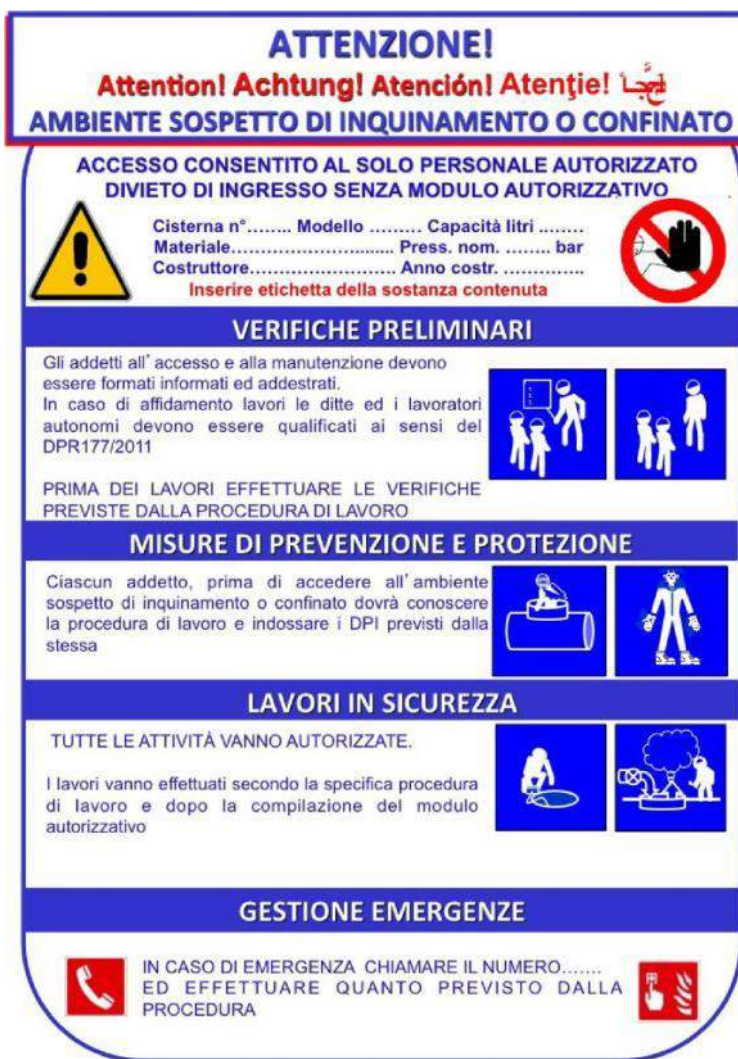 ATTENZIONE!
Attention! Achtung! Atención! Atenţie!
AMBIENTE SOSPETTO DI INQUINAMENTO O CONFINATO
ACCESSO CONSENTITO AL SOLO PERSONALE AUTORIZZATO
DIVIETO DI INGRESSO SENZA MODULO AUTORIZZATIVO
Cisterna n°…….. Modello ……… Capacità litri ….....
Materiale………………........... Press. nom. …….. bar
Costruttore…………………….. Anno costr. …………..
Inserire etichetta della sostanza contenuta
VERIFICHE PRELIMINARI
Gli addetti all’accesso e alla manutenzione devono
essere formati informati ed addestrati.
In caso di affidamento lavori le ditte ed i lavoratori
autonomi devono essere qualificati ai sensi del
DPR177/2011
PRIMA DEI LAVORI EFFETTUARE LE VERIFICHE
PREVISTE DALLA PROCEDURA DI LAVORO
MISURE DI PREVENZIONE E PROTEZIONE
Ciascun addetto, prima di accedere all’ambiente
sospetto di inquinamento o confinato dovrà conoscere
la procedura di lavoro e indossare i DPI previsti dalla
stessa
LAVORI IN SICUREZZA
TUTTE LE ATTIVITÀ VANNO AUTORIZZATE.
I lavori vanno effettuati secondo la specifica procedura
di lavoro e dopo la compilazione del modulo
autorizzativo
GESTIONE EMERGENZE
IN CASO DI EMERGENZA CHIAMARE IL NUMERO…….
ED EFFETTUARE QUANTO PREVISTO DALLA
PROCEDURA